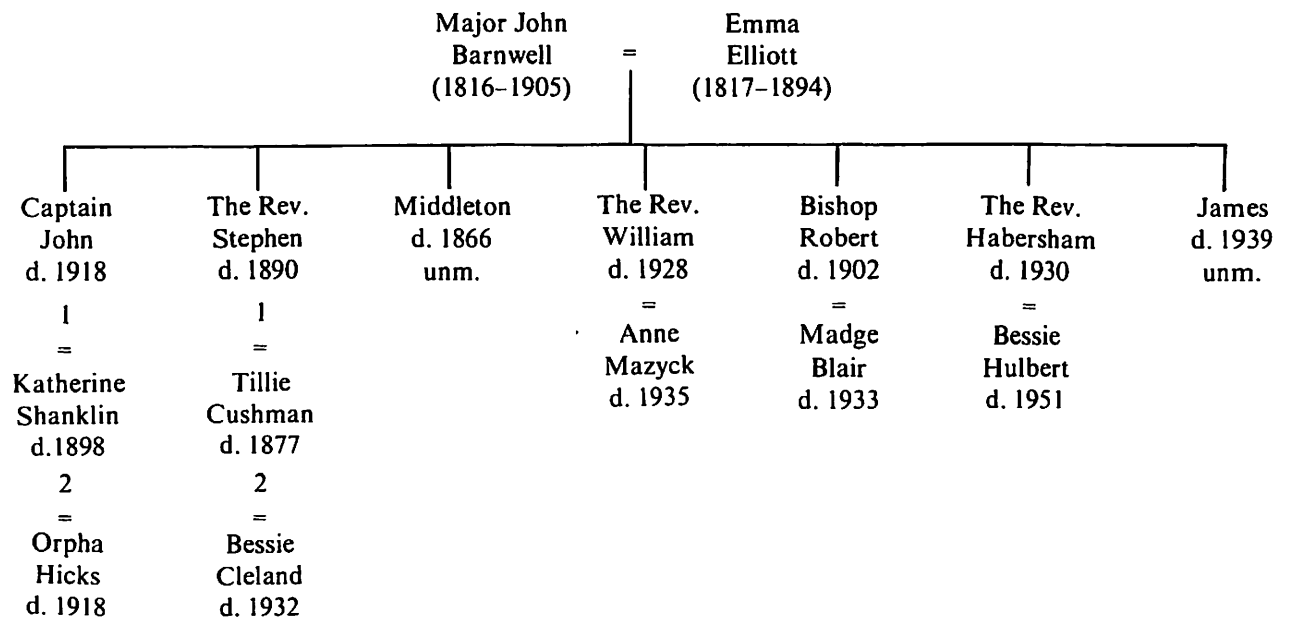 Major John
Barnwell
(1816–1905)
=
Emma
Elliott
(1817–1894)
Captain
John
d. 1918
1
=
Katherine
Shanklin
d.1898
2
=
Orpha
Hicks
d. 1918
The Rev.
Stephen
d. 1890
1
=
Tillie
Cushman
d. 1877
2
=
Bessie
Cleland
d. 1932
Middleton
d. 1866
unm.
The Rev.
William
d. 1928
=
Anne
Mazyck
d. 1935
Bishop
Robert
d. 1902
=
Madge
Blair
d. 1933
The Rev.
Habersham
d. 1930
=
Bessie
Hulbert
d. 1951
James
d. 1939
unm.